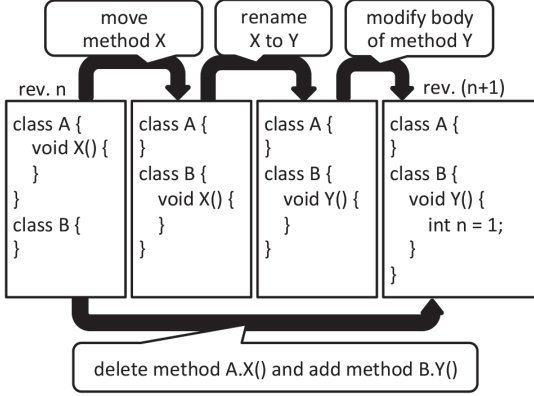 move
method X
rename
X to Y
modify body
of method Y
rev. n
rev. (n+1)
class A {
void X() {
}
}
class B {
}
class A {
}
class B {
void X() {
}
}
class A {
}
class B {
void Y() {
}
}
class A {
}
class B {
void Y() {
int n = 1;
}
}
delete method A.X() and add method B.Y()